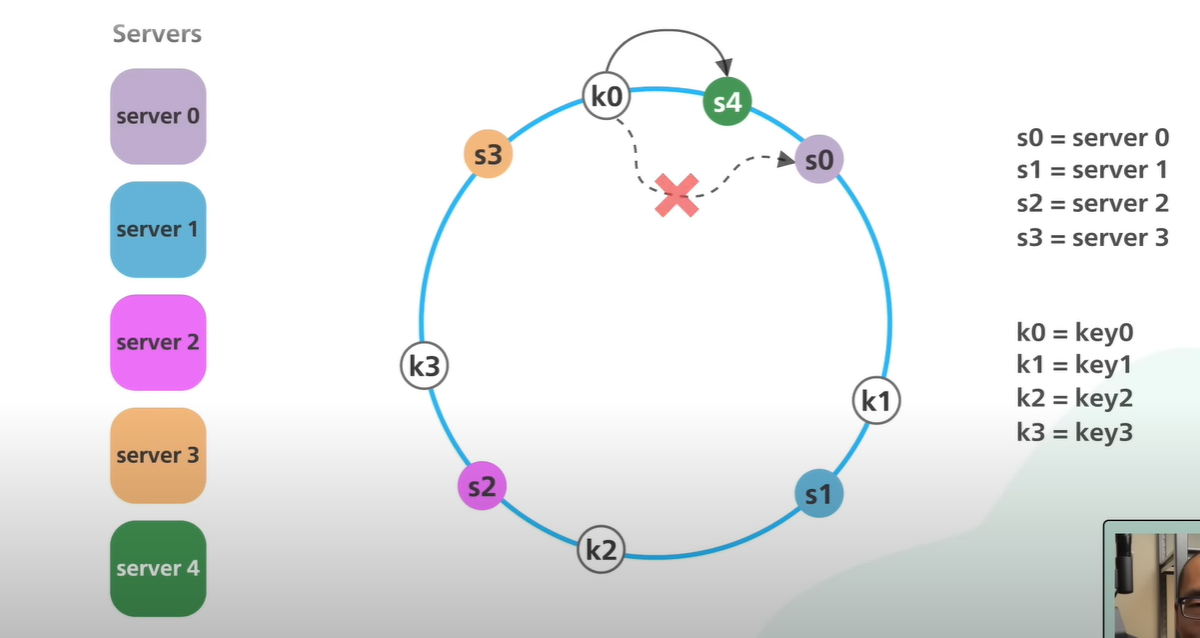 Servers
server 0
server 1
server 2
server 3
server 4
k0
s4
s3
s0
k3
k1
s2
s1
k2
s0 = server 0
s1 = server 1
s2 = server 2
s3 = server 3
k0 = key0
k1 = key1
k2 = key2
k3 = key3